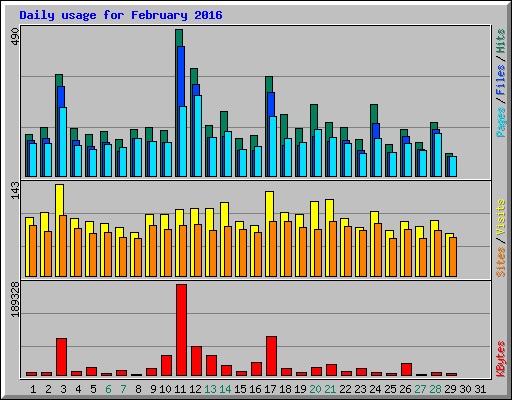 Daily usage for February 2016
490
Pages / Files / Hits
143
Sites / Visits
189328
KBytes
1 2 3 4 5 6 7 8 9 10 11 12 13 14 15 16 17 18 19 20 21 22 23 24 25 26 27 28 29 30 31